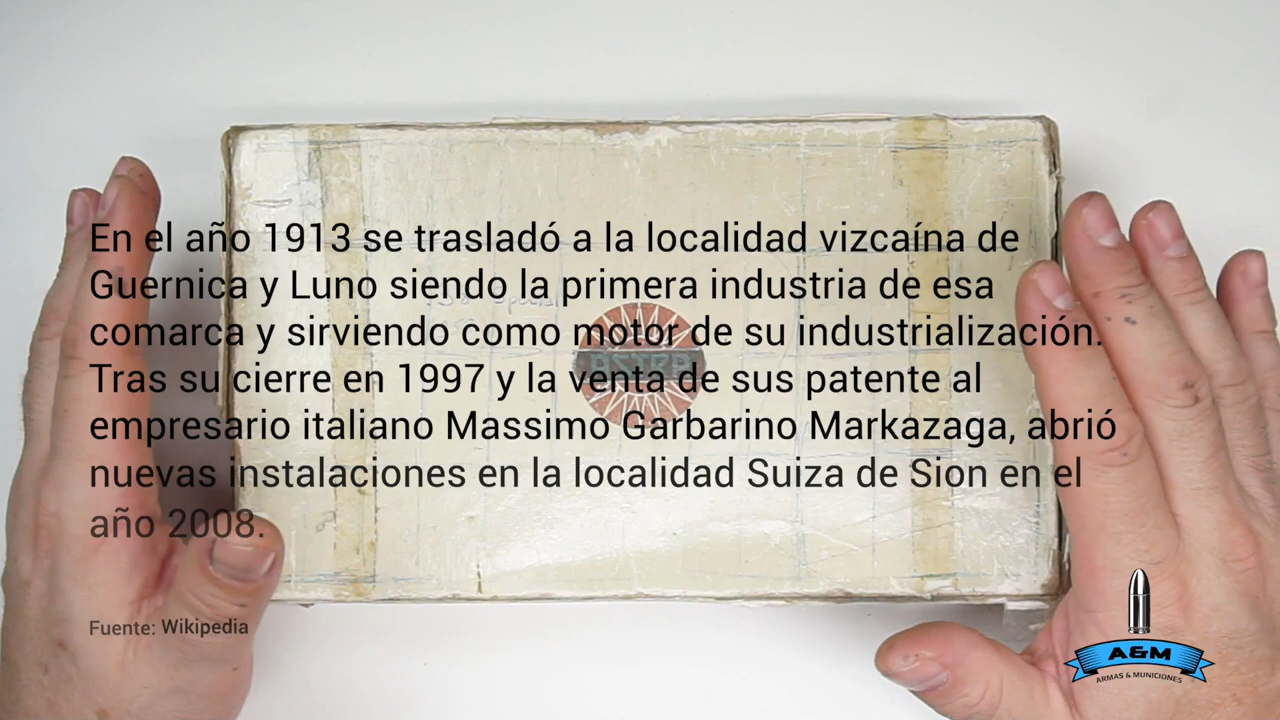 En el año 1913 se trasladó a la localidad vizcaína de
Guernica y Luno siendo la primera industria de esa
comarca y sirviendo como motor de su industrialización.
Tras su cierre en 1997 y la venta de sus patente al
empresario italiano Massimo Garbarino Markazaga, abrió
nuevas instalaciones en la localidad Suiza de Sion en el
año 2008.
Fuente: Wikipedia
ASTRA
A&M
ARMAS & MUNICIONES